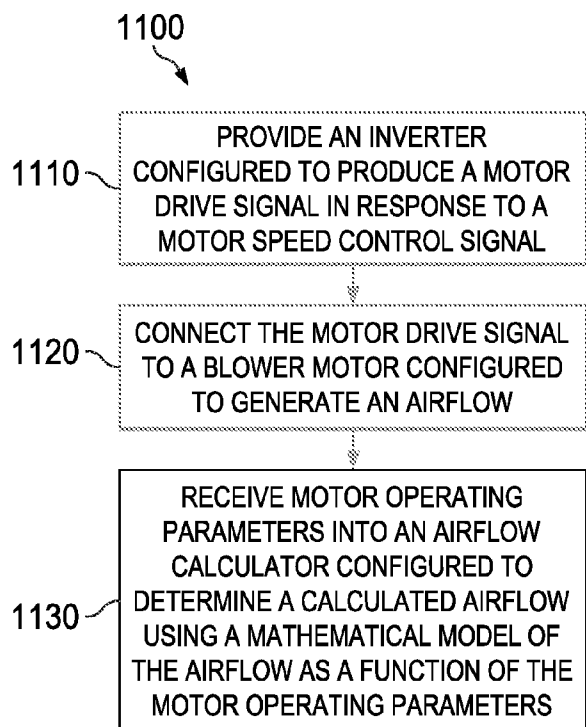 1100
1110
PROVIDE AN INVERTER
CONFIGURED TO PRODUCE A MOTOR
DRIVE SIGNAL IN RESPONSE TO A
MOTOR SPEED CONTROL SIGNAL
1120
CONNECT THE MOTOR DRIVE SIGNAL
TO A BLOWER MOTOR CONFIGURED
TO GENERATE AN AIRFLOW
1130
RECEIVE MOTOR OPERATING
PARAMETERS INTO AN AIRFLOW
CALCULATOR CONFIGURED TO
DETERMINE A CALCULATED AIRFLOW
USING A MATHEMATICAL MODEL OF
THE AIRFLOW AS A FUNCTION OF THE
MOTOR OPERATING PARAMETERS